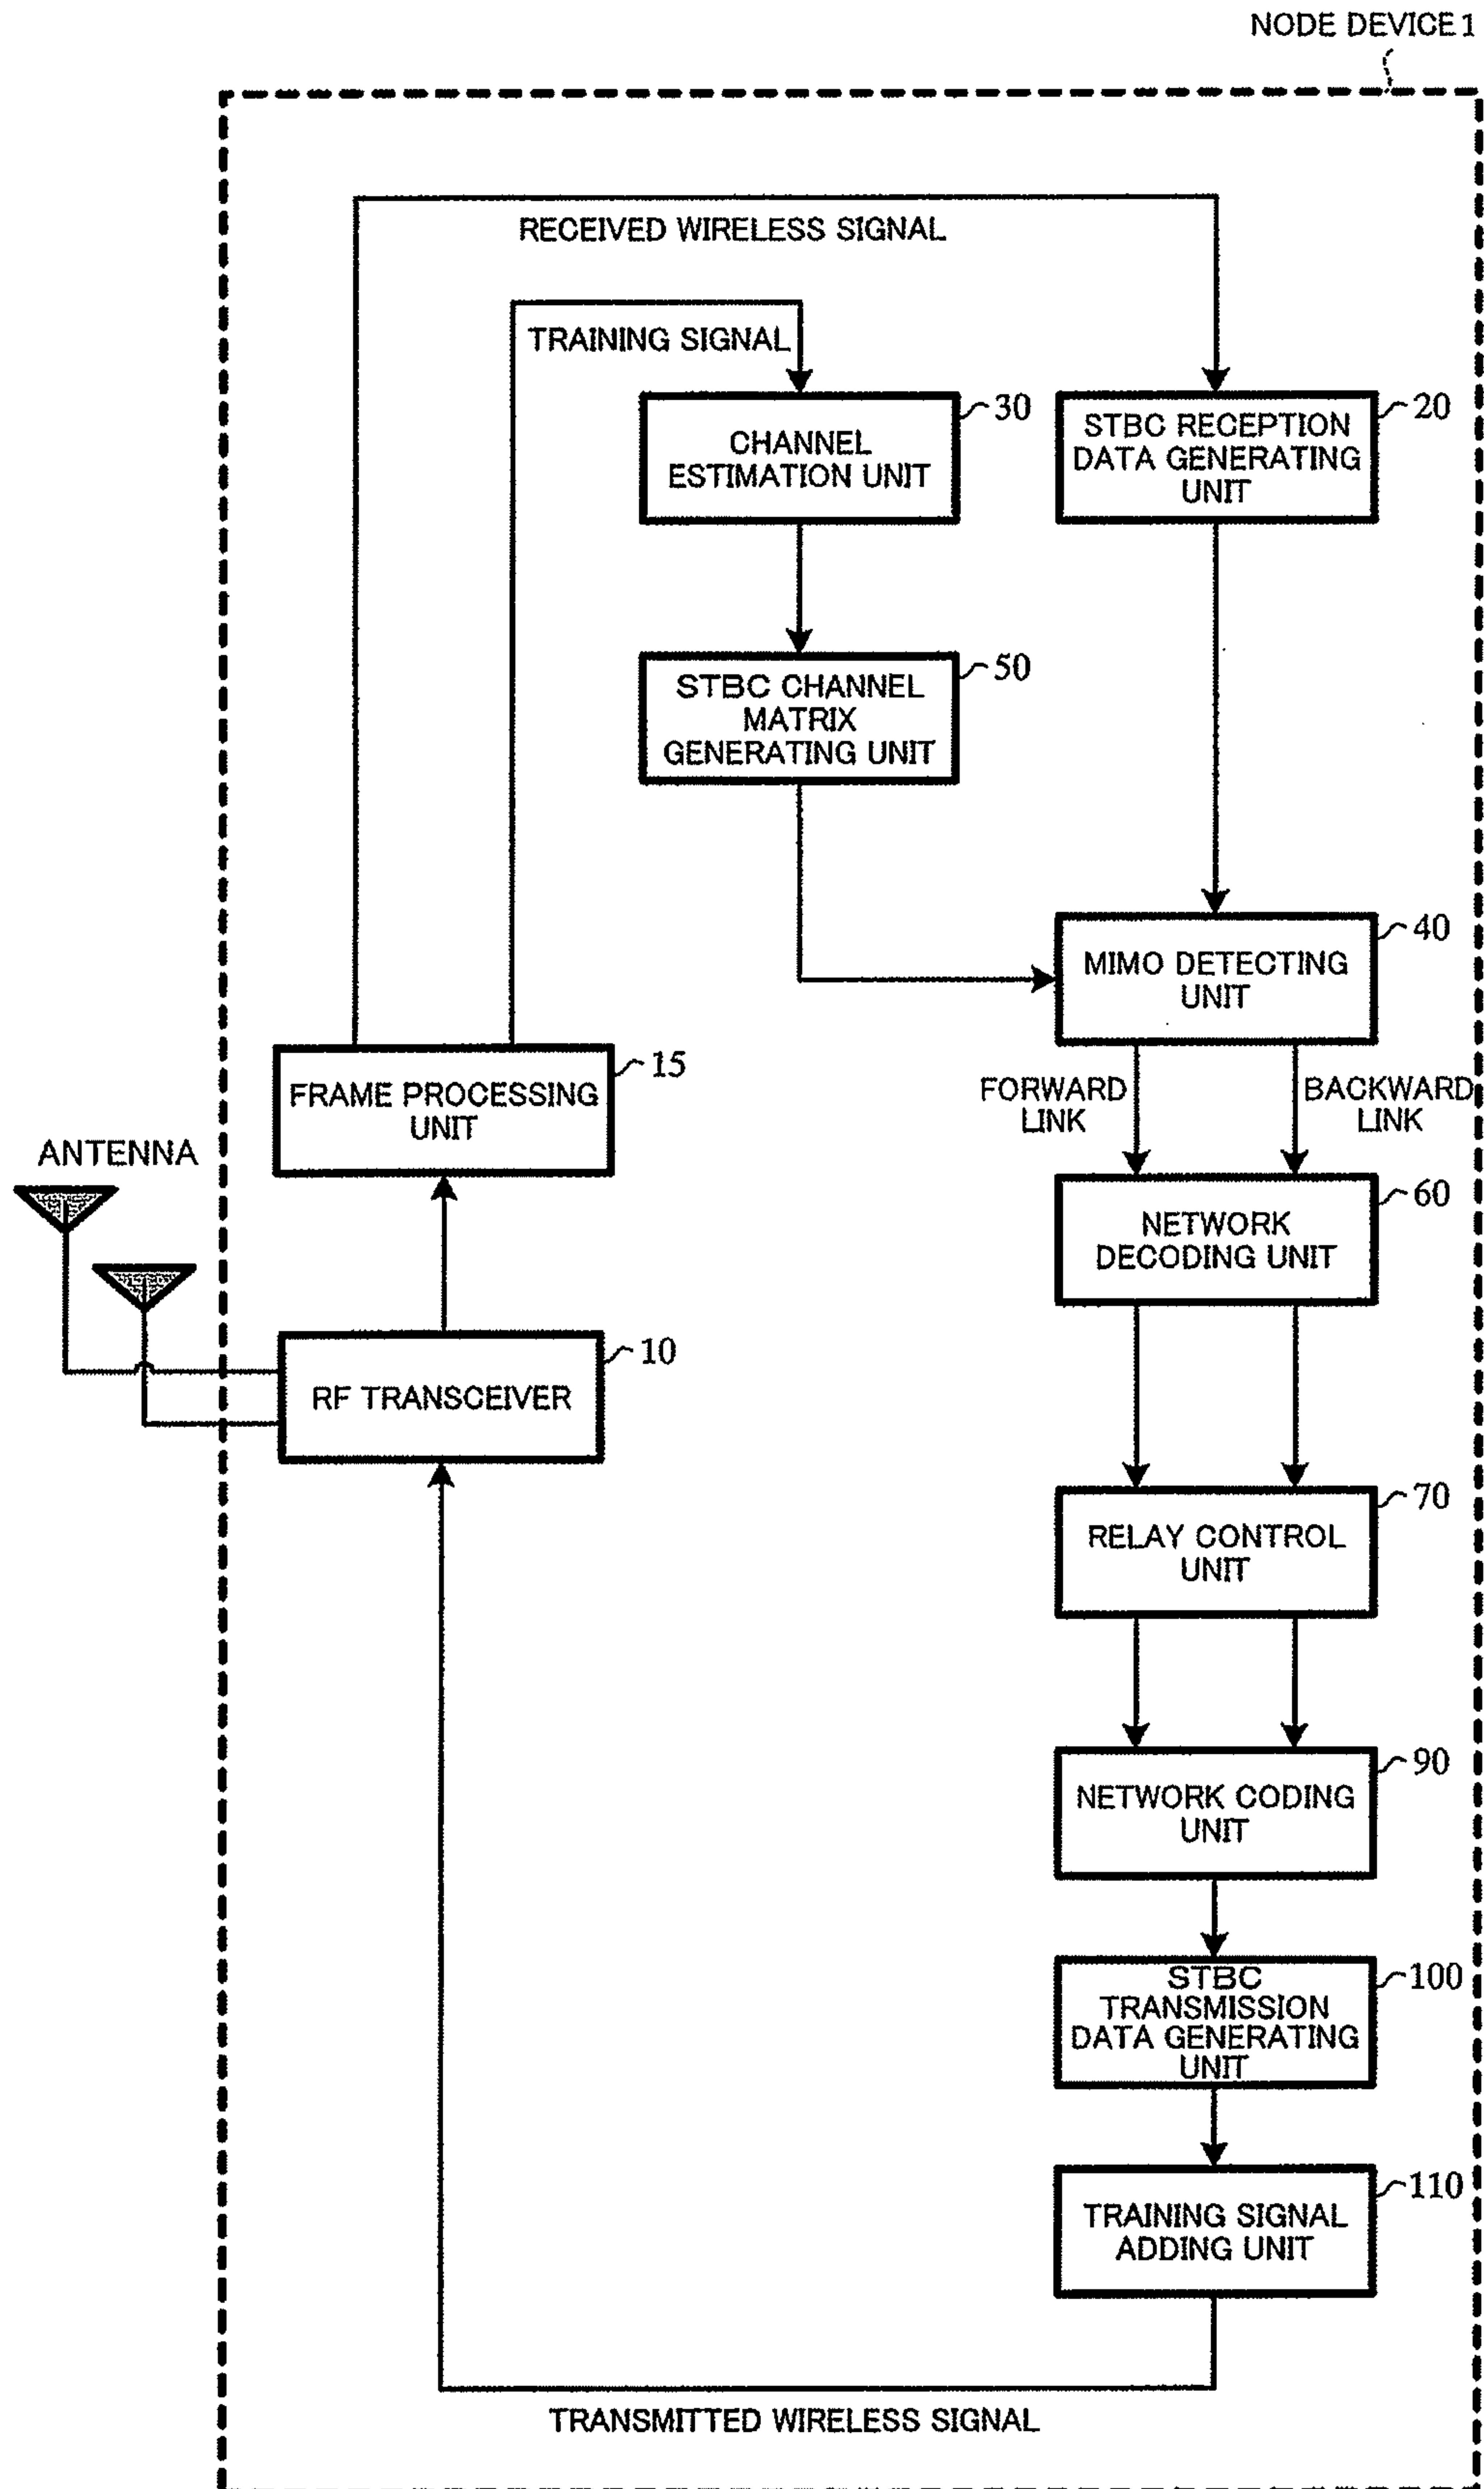 NODE DEVICE 1
RECEIVED WIRELESS SIGNAL
TRAINING SIGNAL
30
CHANNEL
ESTIMATION UNIT
20
STBC RECEPTION
DATA GENERATING
UNIT
50
STBC CHANNEL
MATRIX
GENERATING UNIT
40
MIMO DETECTING
UNIT
15
FRAME PROCESSING
UNIT
FORWARD
LINK
BACKWARD
LINK
ANTENNA
60
NETWORK
DECODING UNIT
10
RF TRANSCEIVER
70
RELAY CONTROL
UNIT
90
NETWORK CODING
UNIT
100
STBC
TRANSMISSION
DATA GENERATING
UNIT
110
TRAINING SIGNAL
ADDING UNIT
TRANSMITTED WIRELESS SIGNAL